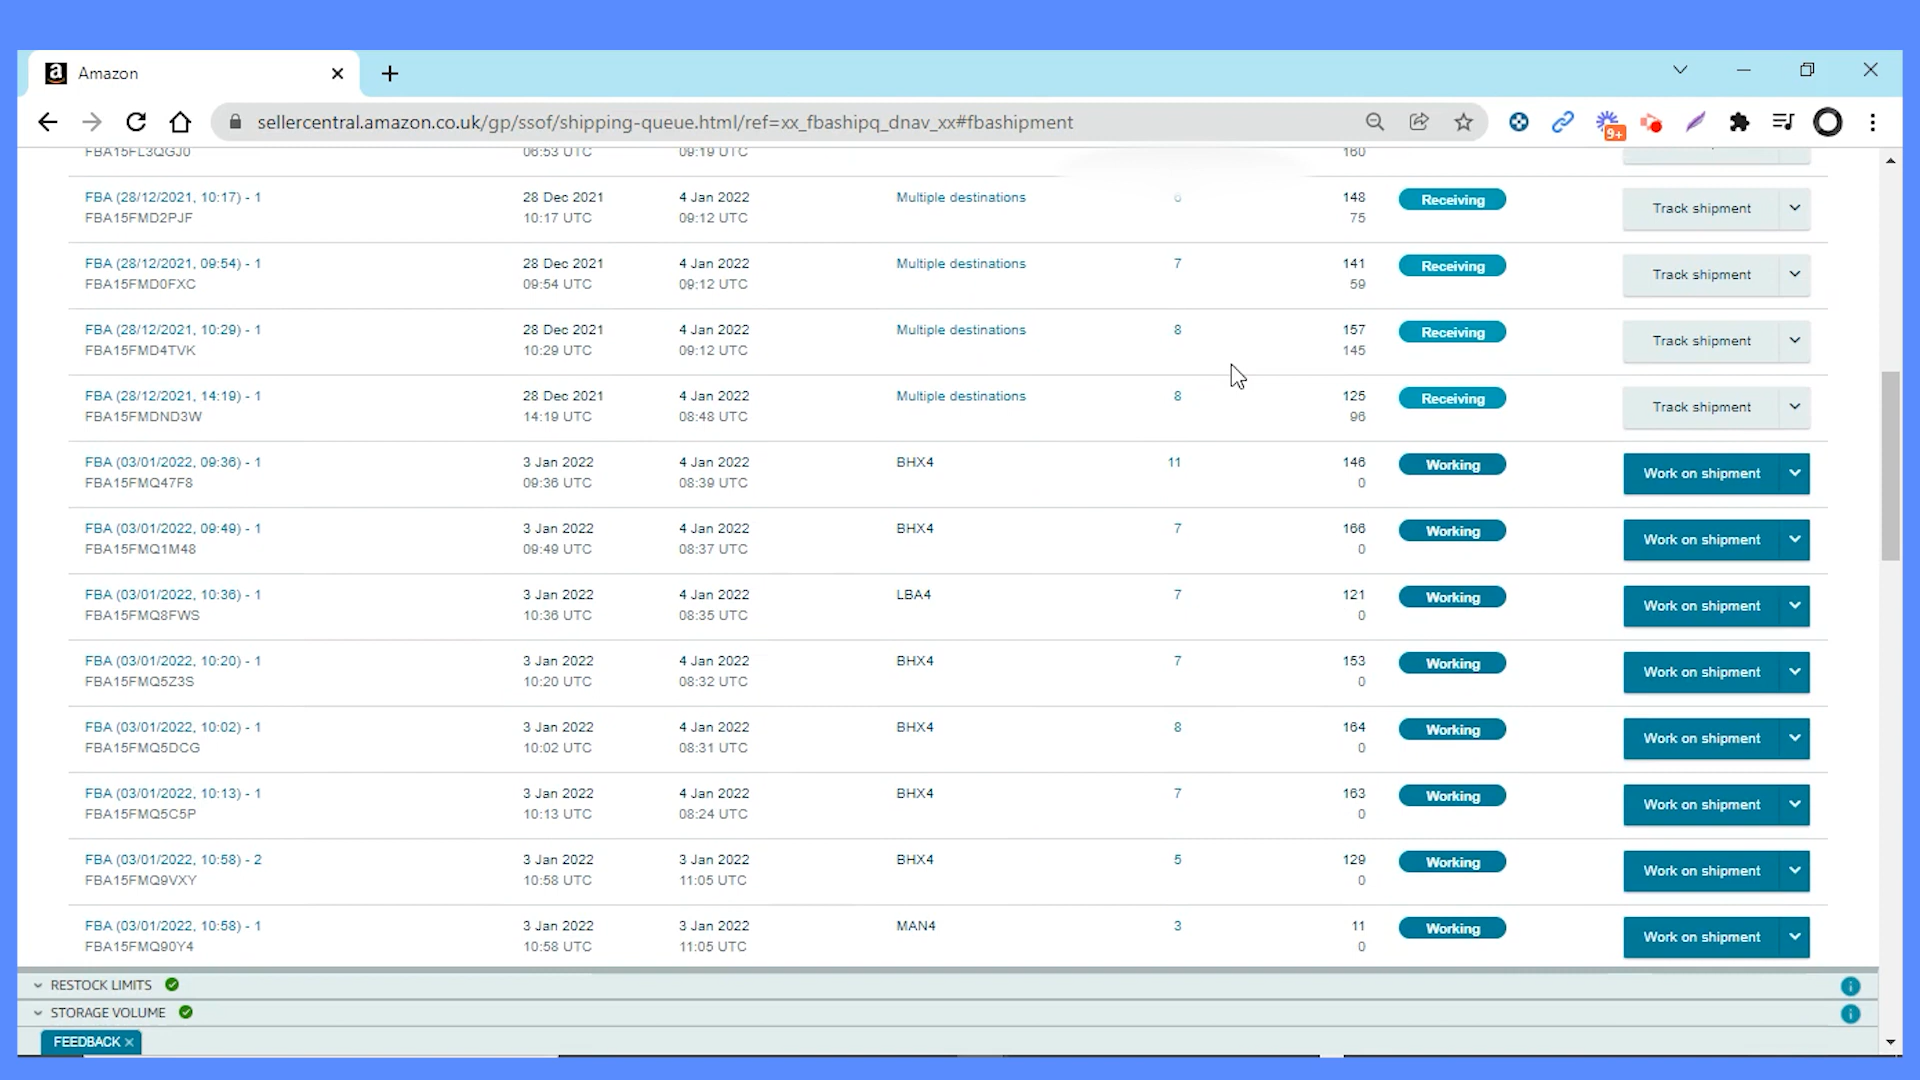 Amazon
sellercentral.amazon.co.uk/gp/ssof/shipping-queue.html/ref=xx_fbashipq_dnav_xx#fbashipment
9+
FBA15FL3QGJ0 06:53 UTC 09:19 UTC 160
FBA (28/12/2021, 10:17) - 1 28 Dec 2021 4 Jan 2022 Multiple destinations 6 148 Receiving Track shipment
FBA15FMD2PJF 10:17 UTC 09:12 UTC 75
FBA (28/12/2021, 09:54) - 1 28 Dec 2021 4 Jan 2022 Multiple destinations 7 141 Receiving Track shipment
FBA15FMD0FXC 09:54 UTC 09:12 UTC 59
FBA (28/12/2021, 10:29) - 1 28 Dec 2021 4 Jan 2022 Multiple destinations 8 157 Receiving Track shipment
FBA15FMD4TVK 10:29 UTC 09:12 UTC 145
FBA (28/12/2021, 14:19) - 1 28 Dec 2021 4 Jan 2022 Multiple destinations 8 125 Receiving Track shipment
FBA15FMDND3W 14:19 UTC 08:48 UTC 96
FBA (03/01/2022, 09:36) - 1 3 Jan 2022 4 Jan 2022 BHX4 11 146 Working Work on shipment
FBA15FMQ47F8 09:36 UTC 08:39 UTC 0
FBA (03/01/2022, 09:49) - 1 3 Jan 2022 4 Jan 2022 BHX4 7 166 Working Work on shipment
FBA15FMQ1M48 09:49 UTC 08:37 UTC 0
FBA (03/01/2022, 10:36) - 1 3 Jan 2022 4 Jan 2022 LBA4 7 121 Working Work on shipment
FBA15FMQ8FWS 10:36 UTC 08:35 UTC 0
FBA (03/01/2022, 10:20) - 1 3 Jan 2022 4 Jan 2022 BHX4 7 153 Working Work on shipment
FBA15FMQ5Z3S 10:20 UTC 08:32 UTC 0
FBA (03/01/2022, 10:02) - 1 3 Jan 2022 4 Jan 2022 BHX4 8 164 Working Work on shipment
FBA15FMQ5DCG 10:02 UTC 08:31 UTC 0
FBA (03/01/2022, 10:13) - 1 3 Jan 2022 4 Jan 2022 BHX4 7 163 Working Work on shipment
FBA15FMQ5C5P 10:13 UTC 08:24 UTC 0
FBA (03/01/2022, 10:58) - 2 3 Jan 2022 3 Jan 2022 BHX4 5 129 Working Work on shipment
FBA15FMQ9VXY 10:58 UTC 11:05 UTC 0
FBA (03/01/2022, 10:58) - 1 3 Jan 2022 3 Jan 2022 MAN4 3 11 Working Work on shipment
FBA15FMQ90Y4 10:58 UTC 11:05 UTC 0
RESTOCK LIMITS
STORAGE VOLUME
FEEDBACK